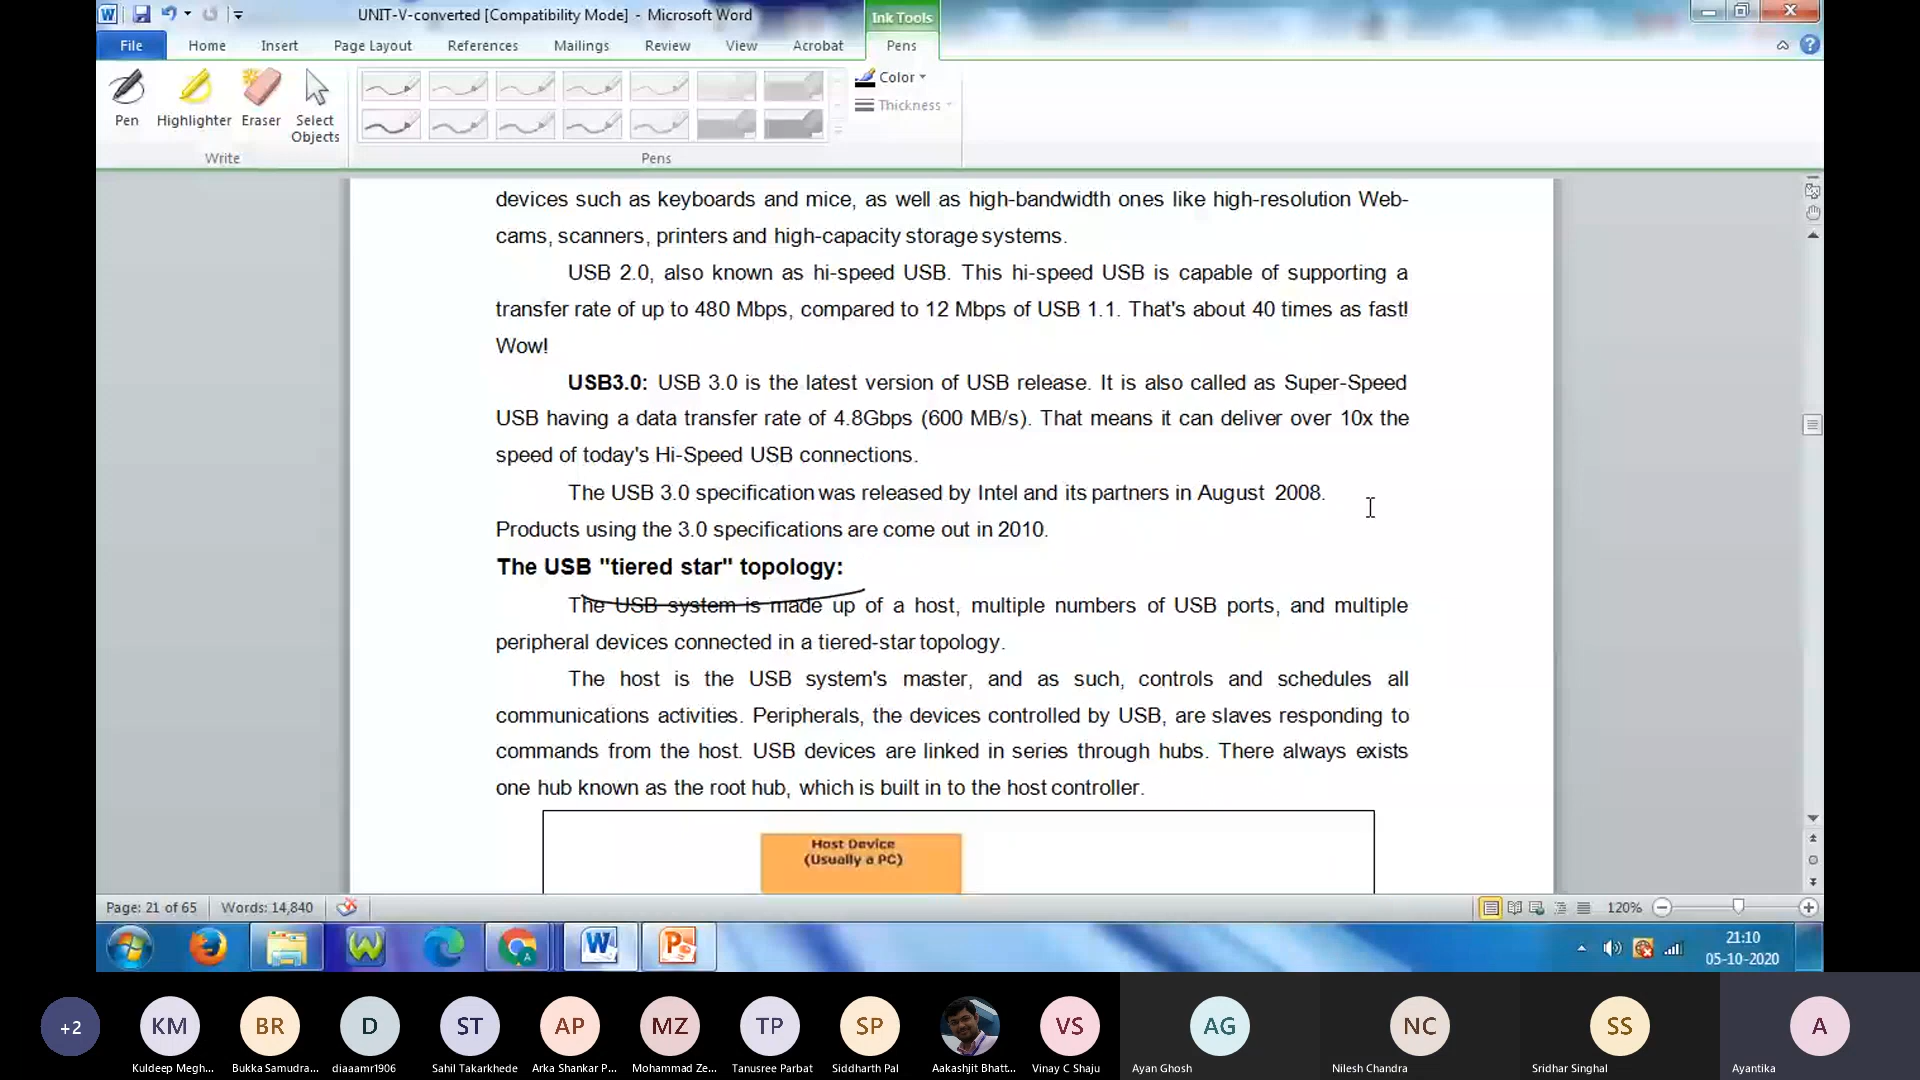 UNIT-V-converted [Compatibility Mode] - Microsoft Word
Ink Tools
File Home Insert Page Layout References Mailings Review View Acrobat Pens
Pen Highlighter Eraser Select Objects
Color
Thickness
Write
Pens
devices such as keyboards and mice, as well as high-bandwidth ones like high-resolution Web-
cams, scanners, printers and high-capacity storage systems.
USB 2.0, also known as hi-speed USB. This hi-speed USB is capable of supporting a
transfer rate of up to 480 Mbps, compared to 12 Mbps of USB 1.1. That's about 40 times as fast!
Wow!
USB3.0: USB 3.0 is the latest version of USB release. It is also called as Super-Speed
USB having a data transfer rate of 4.8Gbps (600 MB/s). That means it can deliver over 10x the
speed of today's Hi-Speed USB connections.
The USB 3.0 specification was released by Intel and its partners in August 2008.
Products using the 3.0 specifications are come out in 2010.
The USB "tiered star" topology:
The USB system is made up of a host, multiple numbers of USB ports, and multiple
peripheral devices connected in a tiered-star topology.
The host is the USB system's master, and as such, controls and schedules all
communications activities. Peripherals, the devices controlled by USB, are slaves responding to
commands from the host. USB devices are linked in series through hubs. There always exists
one hub known as the root hub, which is built in to the host controller.
Host Device
(Usually a PC)
Page: 21 of 65 Words: 14,840 120%
21:10
05-10-2020
+2 KM BR D ST AP MZ TP SP VS AG NC SS A
Kuldeep Megh... Bukka Samudra... diaaamr1906 Sahil Takarkhede Arka Shankar P... Mohammad Ze... Tanusree Parbat Siddharth Pal Aakashjit Bhatt... Vinay C Shaju Ayan Ghosh Nilesh Chandra Sridhar Singhal Ayantika